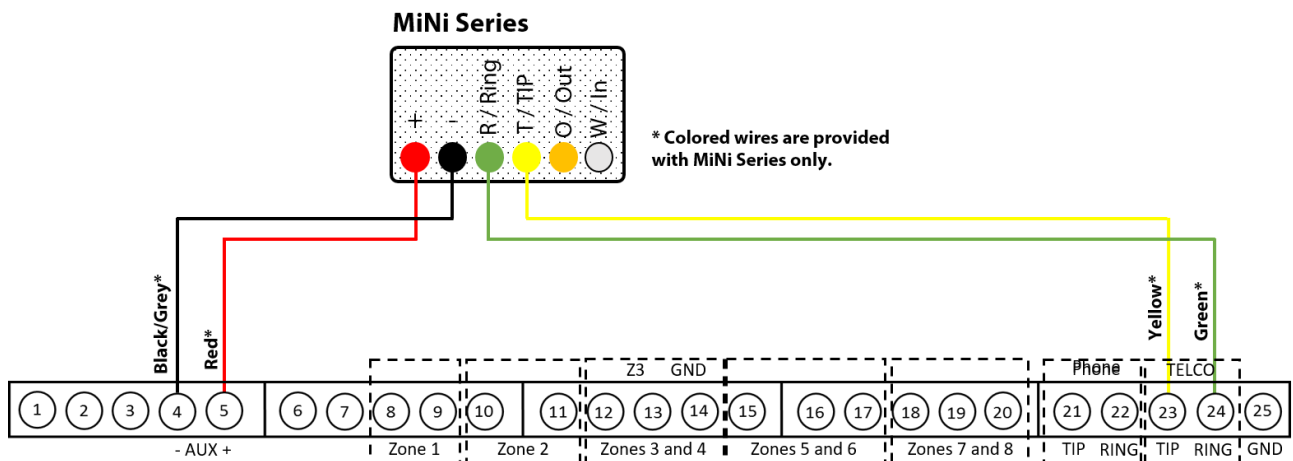 MiNi Series
+
-
R / Ring
T / TIP
O / Out
W / In
* Colored wires are provided
with MiNi Series only.
Black/Grey*
Red*
Yellow*
Green*
Z3 GND
Phone
TELCO
1 2 3 4 5 6 7 8 9 10 11 12 13 14 15 16 17 18 19 20 21 22 23 24 25
- AUX + Zone 1 Zone 2 Zones 3 and 4 Zones 5 and 6 Zones 7 and 8 TIP RING TIP RING GND